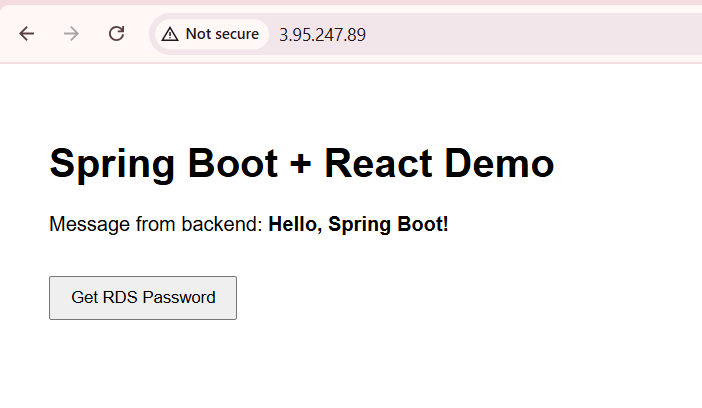 Not secure 3.95.247.89
Spring Boot + React Demo
Message from backend: Hello, Spring Boot!
Get RDS Password